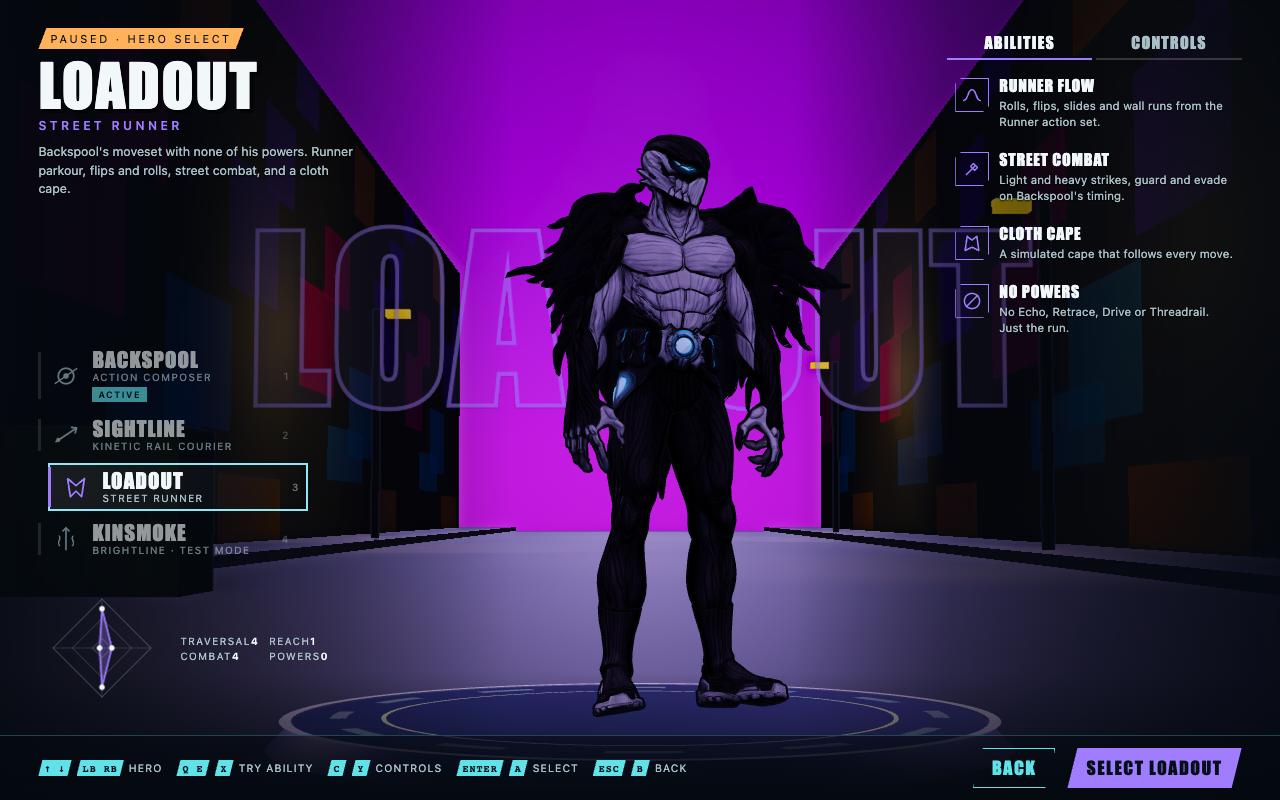 PAUSED · HERO SELECT
LOADOUT
STREET RUNNER
Backspool's moveset with none of his powers. Runner
parkour, flips and rolls, street combat, and a cloth
cape.
LOADOUT
BACKSPOOL
ACTION COMPOSER
1
ACTIVE
SIGHTLINE
KINETIC RAIL COURIER
2
LOADOUT
STREET RUNNER
3
KINSMOKE
BRIGHTLINE · TEST MODE
4
TRAVERSAL4 REACH1
COMBAT4 POWERS0
ABILITIES CONTROLS
RUNNER FLOW
Rolls, flips, slides and wall runs from the
Runner action set.
STREET COMBAT
Light and heavy strikes, guard and evade
on Backspool's timing.
CLOTH CAPE
A simulated cape that follows every move.
NO POWERS
No Echo, Retrace, Drive or Threadrail.
Just the run.
↑ ↓ LB RB HERO Q E X TRY ABILITY C Y CONTROLS ENTER A SELECT ESC B BACK
BACK SELECT LOADOUT